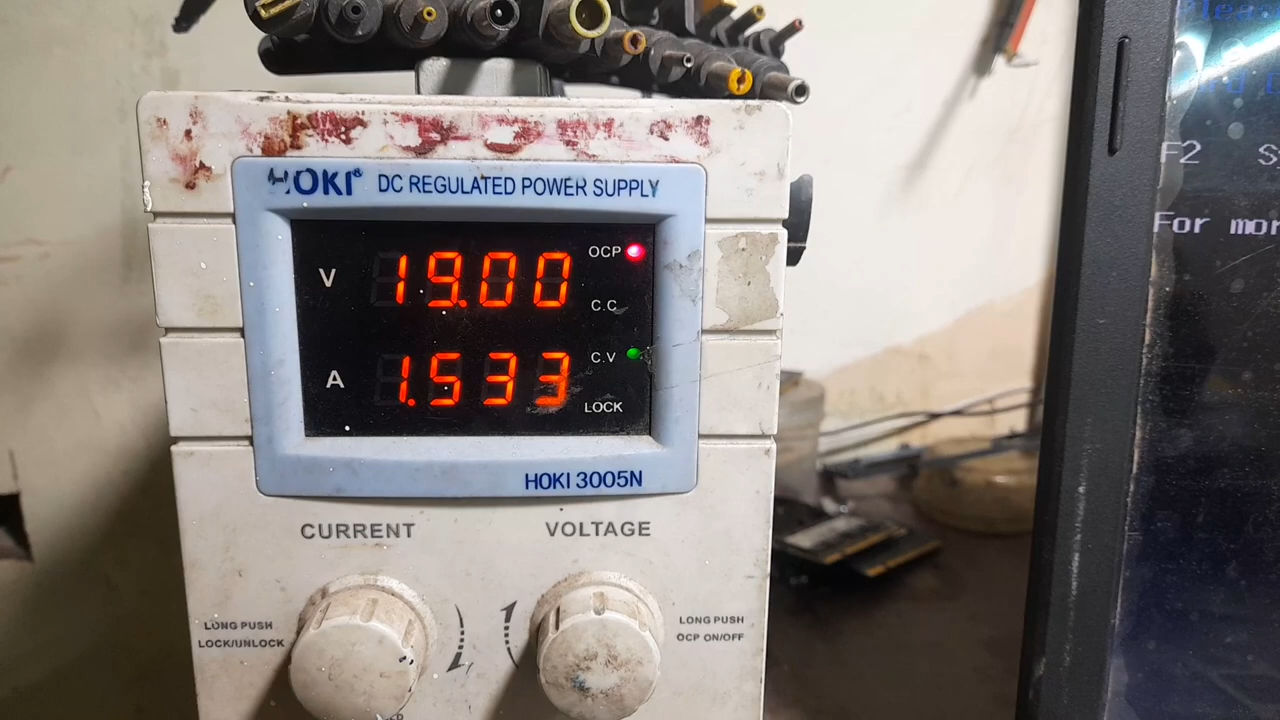 HOKI® DC REGULATED POWER SUPPLY
OCP
V 19.00
C.C
C.V
A 1.533
LOCK
HOKI 3005N
CURRENT VOLTAGE
LONG PUSH
LOCK/UNLOCK
LONG PUSH
OCP ON/OFF
F2
For mor